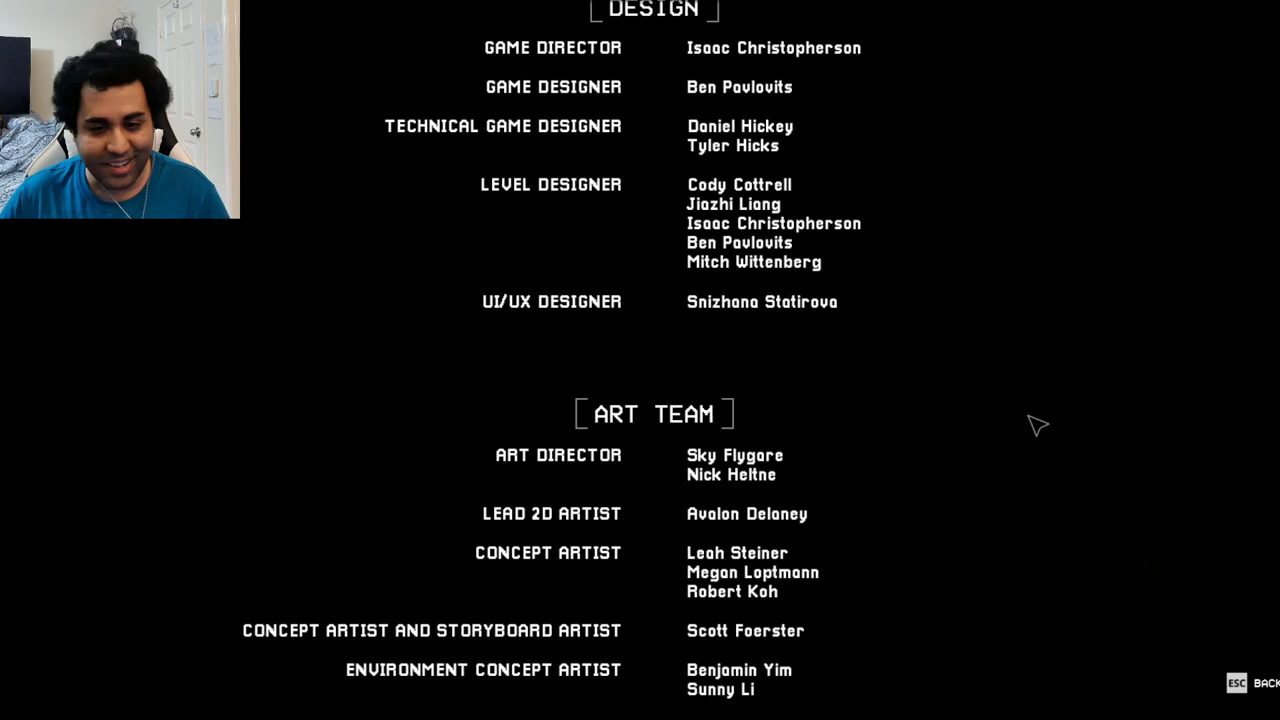 DESIGN
GAME DIRECTOR Isaac Christopherson
GAME DESIGNER Ben Pavlovits
TECHNICAL GAME DESIGNER Daniel Hickey
Tyler Hicks
LEVEL DESIGNER Cody Cottrell
Jiazhi Liang
Isaac Christopherson
Ben Pavlovits
Mitch Wittenberg
UI/UX DESIGNER Snizhana Statirova
ART TEAM
ART DIRECTOR Sky Flygare
Nick Heltne
LEAD 2D ARTIST Avalon Delaney
CONCEPT ARTIST Leah Steiner
Megan Loptmann
Robert Koh
CONCEPT ARTIST AND STORYBOARD ARTIST Scott Foerster
ENVIRONMENT CONCEPT ARTIST Benjamin Yim
Sunny Li
ESC BACK